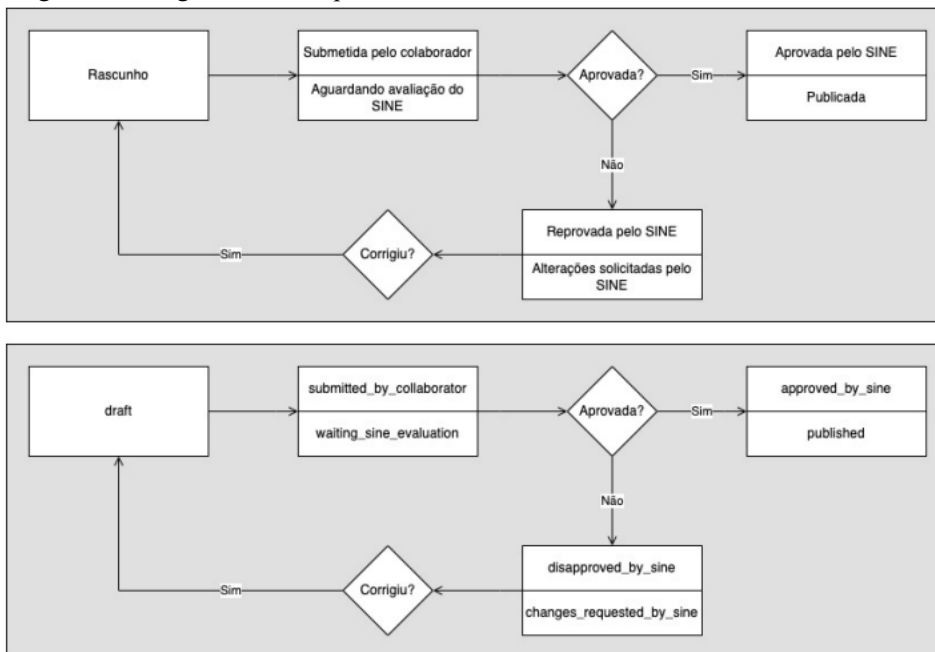 Rascunho
Submetida pelo colaborador
Aguardando avaliação do
SINE
Aprovada?
Sim
Aprovada pelo SINE
Publicada
Não
Reprovada pelo SINE
Alterações solicitadas pelo
SINE
Corrigiu?
Sim
draft
submitted_by_collaborator
waiting_sine_evaluation
Aprovada?
Sim
approved_by_sine
published
Não
disapproved_by_sine
changes_requested_by_sine
Corrigiu?
Sim